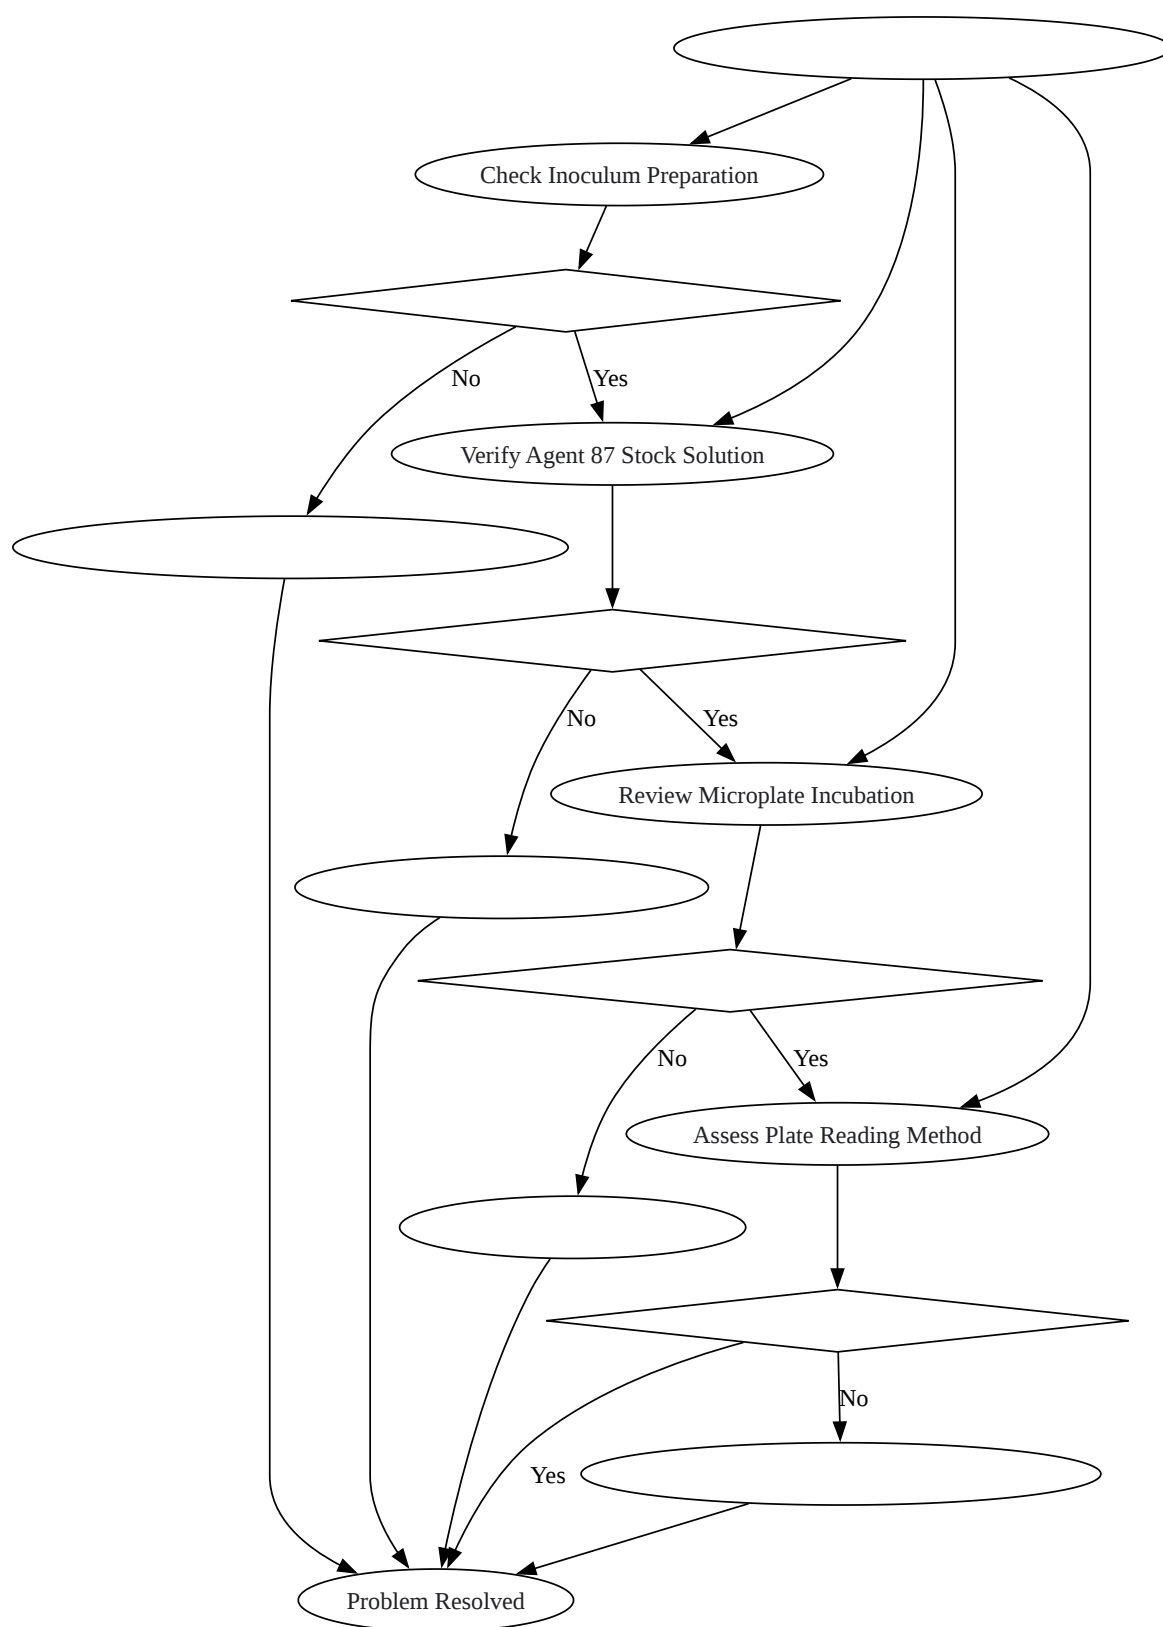 Check Inoculum Preparation
No
Yes
Verify Agent 87 Stock Solution
No
Yes
Review Microplate Incubation
No
Yes
Assess Plate Reading Method
No
Yes
Problem Resolved